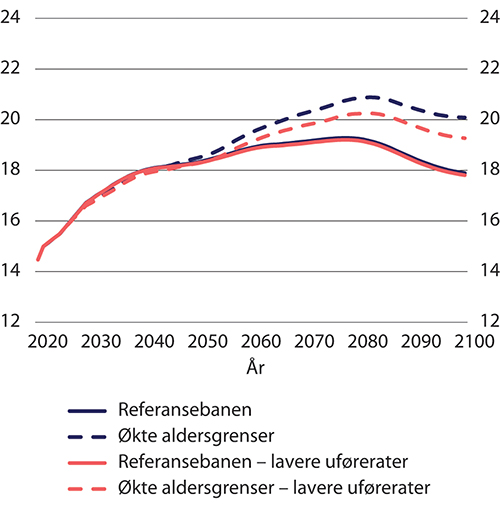 24 24
22 22
20 20
18 18
16 16
14 14
12 12
2020 2030 2040 2050 2060 2070 2080 2090 2100
År
Referansebanen
Økte aldersgrenser
Referansebanen – lavere uførerater
Økte aldersgrenser – lavere uførerater